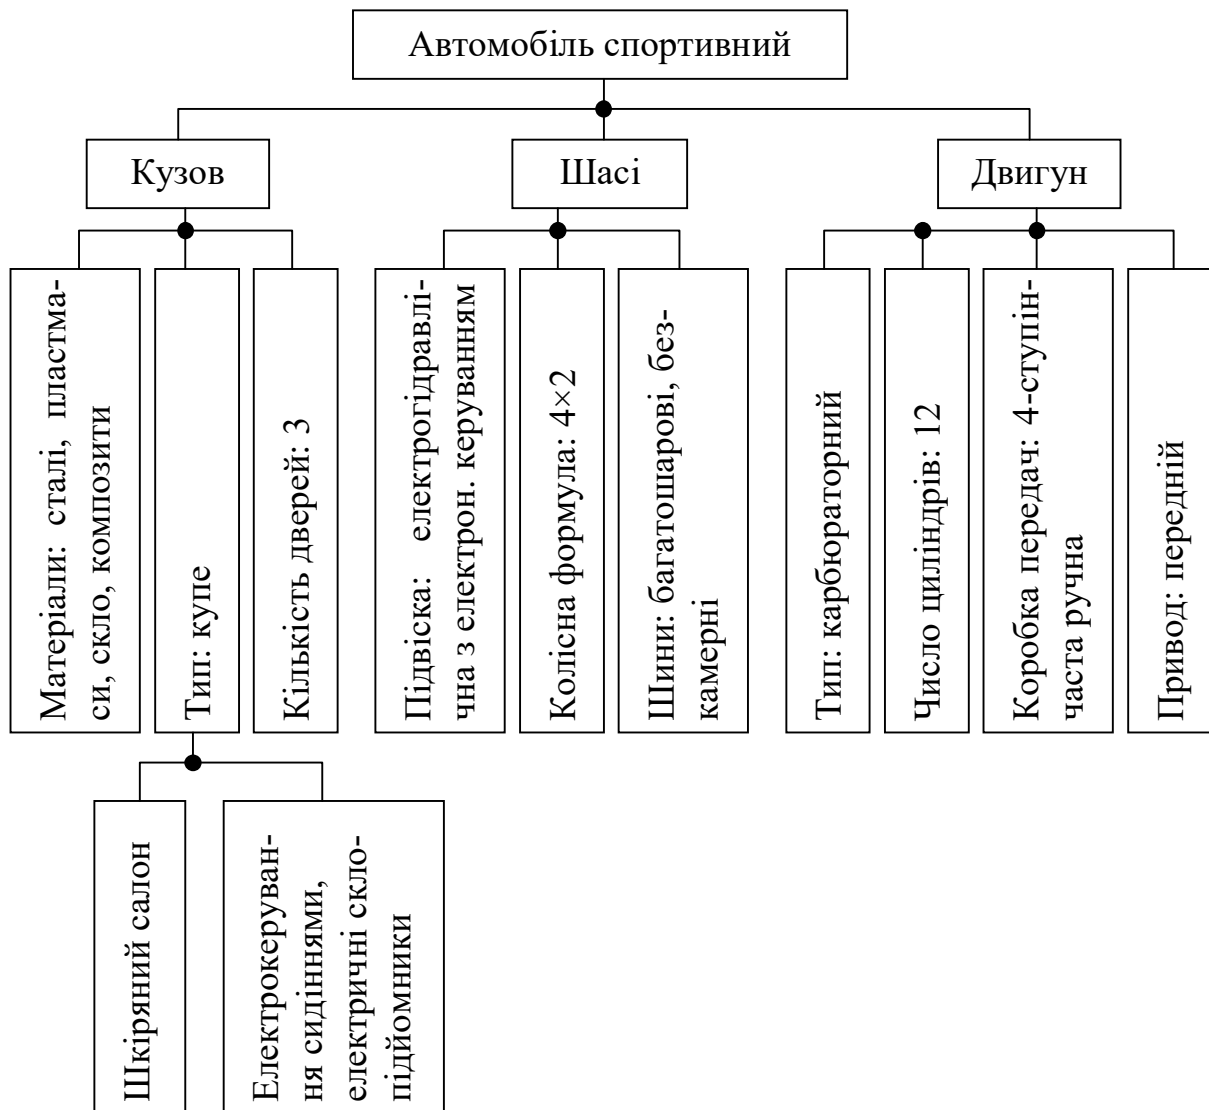 Автомобіль спортивний
Кузов
Шасі
Двигун
Матеріали: сталі, пластма-
си, скло, композити
Тип: купе
Кількість дверей: 3
Підвіска: електрогідравлі-
чна з електрон. керуванням
Колісна формула: 4×2
Шини: багатошарові, без-
камерні
Тип: карбюраторний
Число циліндрів: 12
Коробка передач: 4-ступін-
часта ручна
Привод: передній
Шкіряний салон
Електрокеруван-
ня сидіннями,
електричні скло-
підйомники